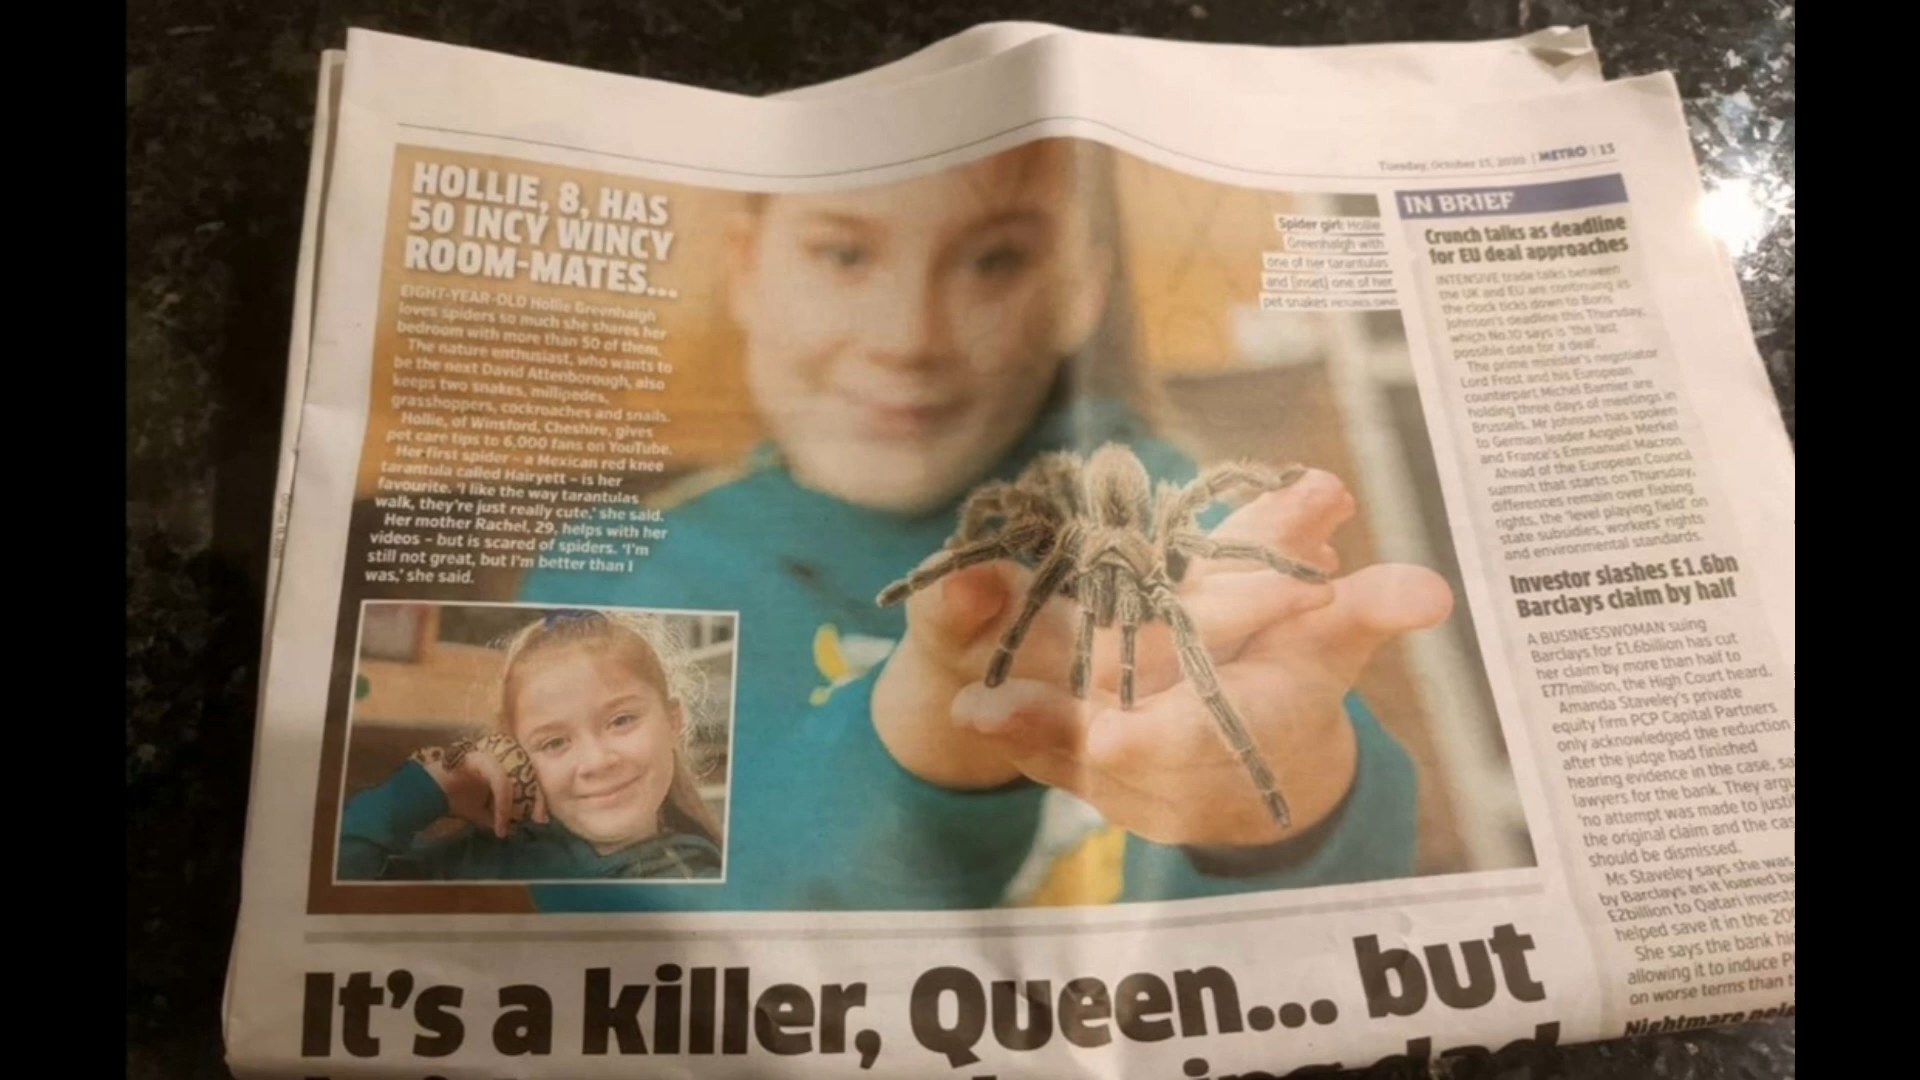 Tuesday, October 13, 2020 | METRO | 13
HOLLIE, 8, HAS
50 INCY WINCY
ROOM-MATES...
EIGHT-YEAR-OLD Hollie Greenhalgh
loves spiders so much she shares her
bedroom with more than 50 of them.
The nature enthusiast, who wants to
be the next David Attenborough, also
keeps two snakes, millipedes,
grasshoppers, cockroaches and snails.
Hollie, of Winsford, Cheshire, gives
pet care tips to 6,000 fans on YouTube.
Her first spider – a Mexican red knee
tarantula called Hairyett – is her
favourite. 'I like the way tarantulas
walk, they're just really cute,' she said.
Her mother Rachel, 29, helps with her
videos – but is scared of spiders. 'I'm
still not great, but I'm better than I
was,' she said.
Spider girl: Hollie
Greenhalgh with
one of her tarantulas
and [inset] one of her
pet snakes
IN BRIEF
Crunch talks as deadline
for EU deal approaches
INTENSIVE trade talks between
the UK and EU are continuing as
the clock ticks down to Boris
Johnson's deadline this Thursday,
which No.10 says is 'the last
possible date for a deal'.
The prime minister's negotiator
Lord Frost and his European
counterpart Michel Barnier are
holding three days of meetings in
Brussels. Mr Johnson has spoken
to German leader Angela Merkel
and France's Emmanuel Macron.
Ahead of the European Council
summit that starts on Thursday,
differences remain over fishing
rights, the 'level playing field' on
state subsidies, workers' rights
and environmental standards.
Investor slashes £1.6bn
Barclays claim by half
A BUSINESSWOMAN suing
Barclays for £1.6billion has cut
her claim by more than half to
£771million, the High Court heard.
Amanda Staveley's private
equity firm PCP Capital Partners
only acknowledged the reduction
after the judge had finished
hearing evidence in the case, sa
lawyers for the bank. They argu
'no attempt was made to justif
the original claim and the cas
should be dismissed.
Ms Staveley says she was
by Barclays as it loaned
£2billion to Qatari invest
helped save it in the 20
She says the bank hi
allowing it to induce P
on worse terms than t
Nightmare nei
It's a killer, Queen... but